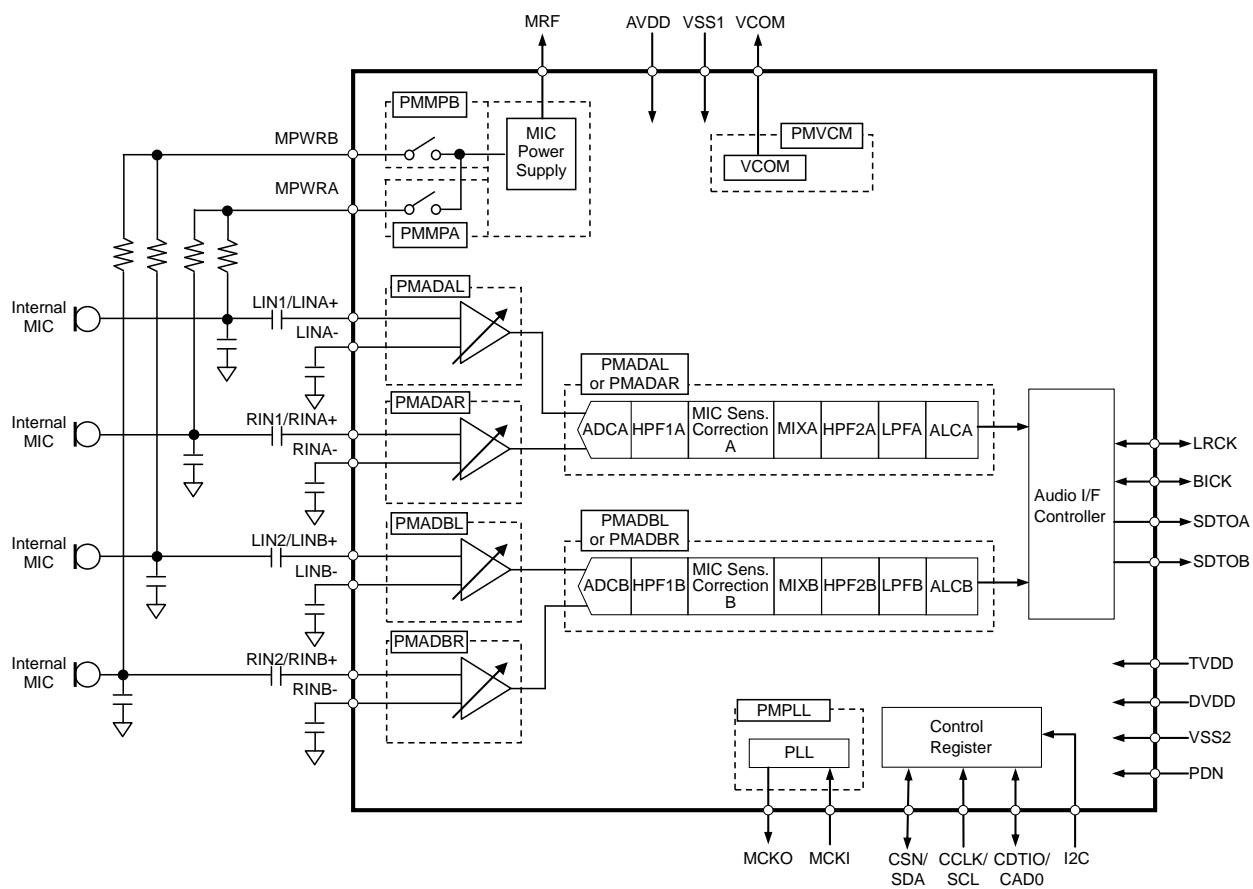 MRF
AVDD
VSS1
VCOM
PMMPB
MIC
Power
Supply
PMVCM
VCOM
MPWRB
MPWRA
PMMPA
Internal
MIC
LIN1/LINA+
LINA-
PMADAL
Internal
MIC
RIN1/RINA+
RINA-
PMADAR
PMADAL
or PMADAR
ADCA
HPF1A
MIC Sens.
Correction
A
MIXA
HPF2A
LPFA
ALCA
Audio I/F
Controller
LRCK
BICK
SDTOA
SDTOB
Internal
MIC
LIN2/LINB+
LINB-
PMADBL
PMADBL
or PMADBR
ADCB
HPF1B
MIC Sens.
Correction
B
MIXB
HPF2B
LPFB
ALCB
Internal
MIC
RIN2/RINB+
RINB-
PMADBR
TVDD
DVDD
VSS2
PDN
PMPLL
PLL
Control
Register
MCKO
MCKI
CSN/
SDA
CCLK/
SCL
CDTIO/
CAD0
I2C